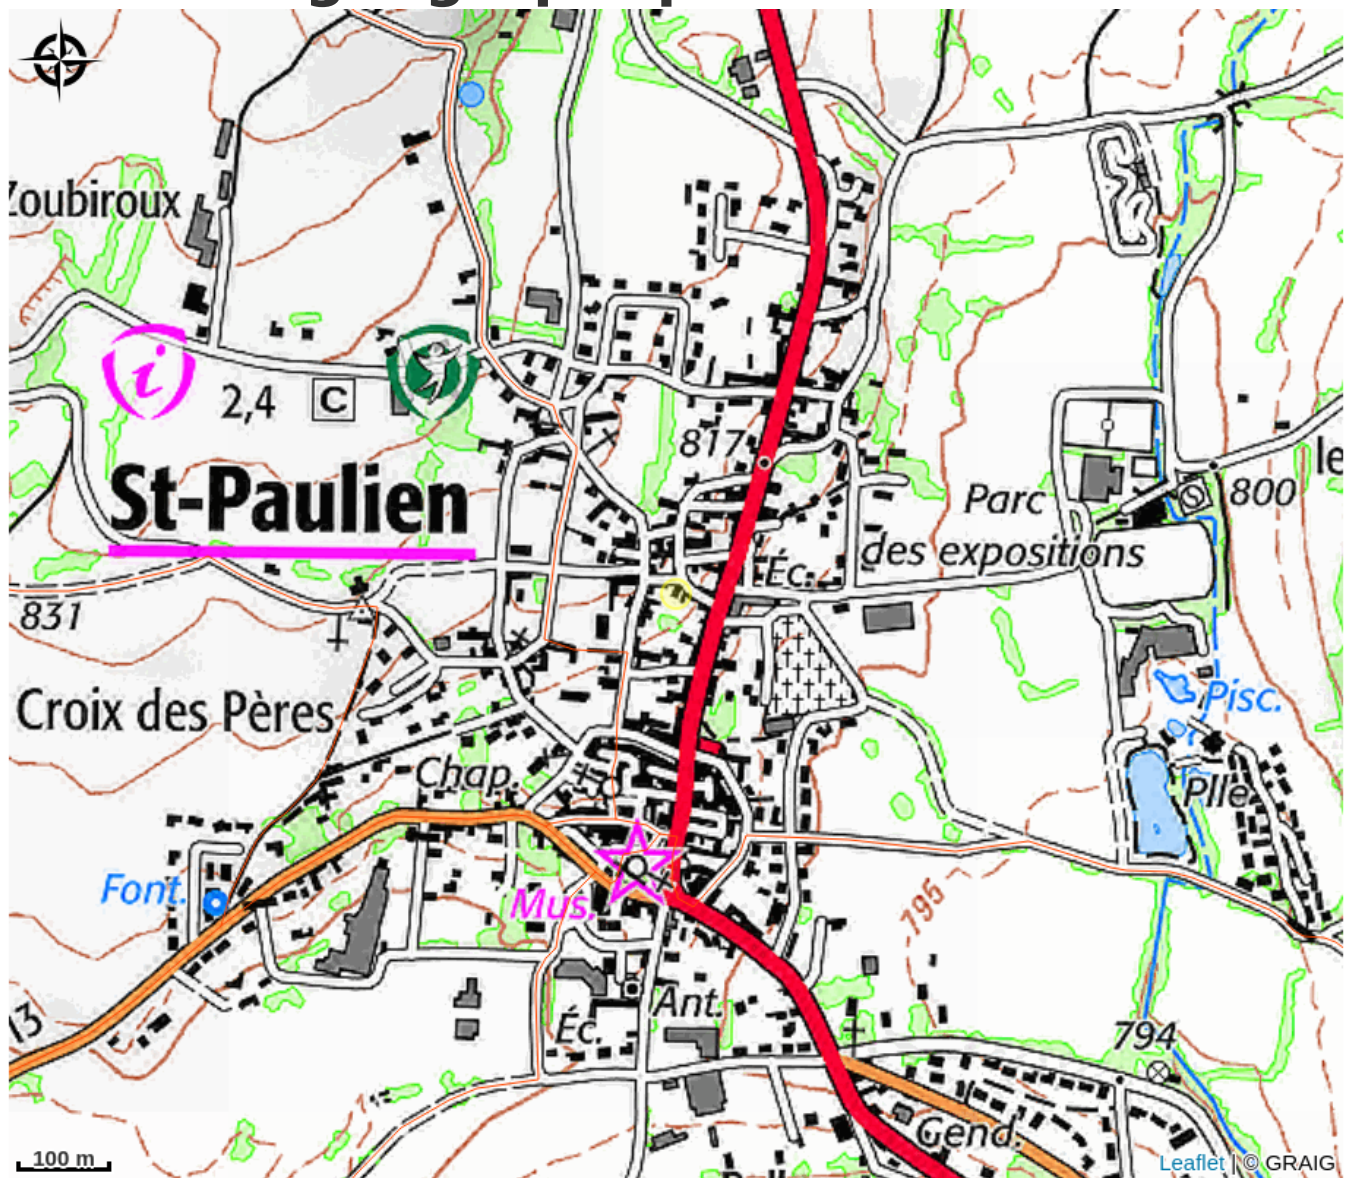 Zoubiroux
2,4
C
817
St-Paulien
Parc
des expositions
800
le
Éc.
831
Croix des Pères
Pisc.
Chap.
Plle
Font.
Mus.
795
13
Ant.
Éc.
794
Gend.
100 m
Leaflet | © GRAIG